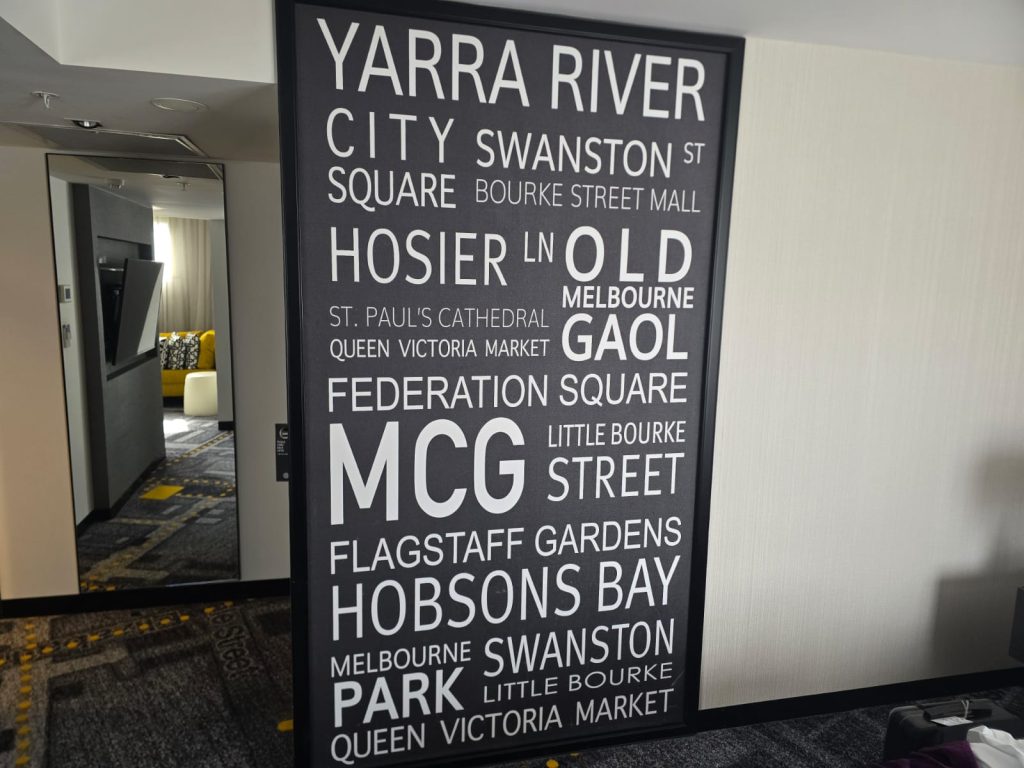 YARRA RIVER
CITY
SQUARE
SWANSTON ST
BOURKE STREET MALL
HOSIER LN
OLD
MELBOURNE
GAOL
ST. PAUL'S CATHEDRAL
QUEEN VICTORIA MARKET
FEDERATION SQUARE
MCG
LITTLE BOURKE
STREET
FLAGSTAFF GARDENS
HOBSONS BAY
MELBOURNE
PARK
SWANSTON
LITTLE BOURKE
QUEEN VICTORIA MARKET
Street